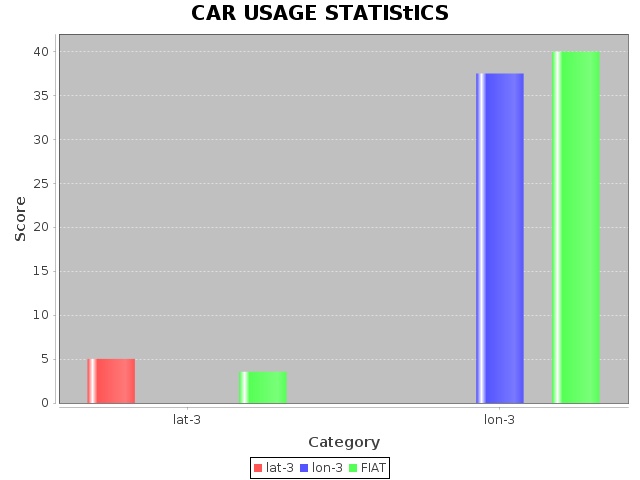 CAR USAGE STATIStICS
40
35
30
25
20
15
10
5
0
Score
lat-3 lon-3
Category
lat-3 lon-3 FIAT